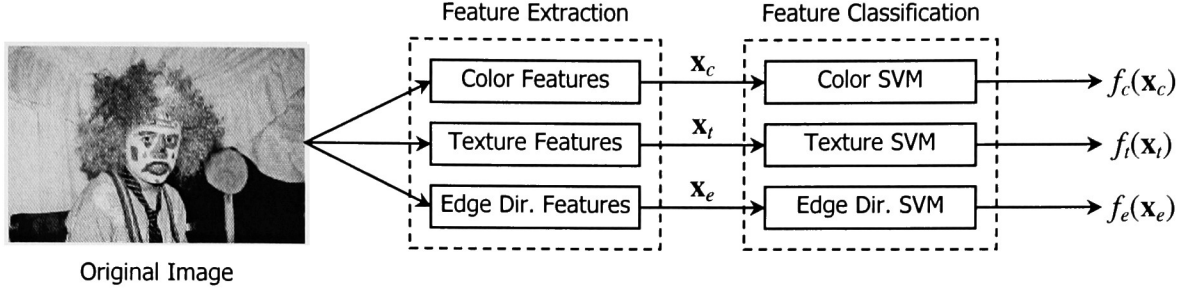 Feature Extraction
Feature Classification
Color Features
x_c
Color SVM
f_c(x_c)
Texture Features
x_t
Texture SVM
f_t(x_t)
Edge Dir. Features
x_e
Edge Dir. SVM
f_e(x_e)
Original Image